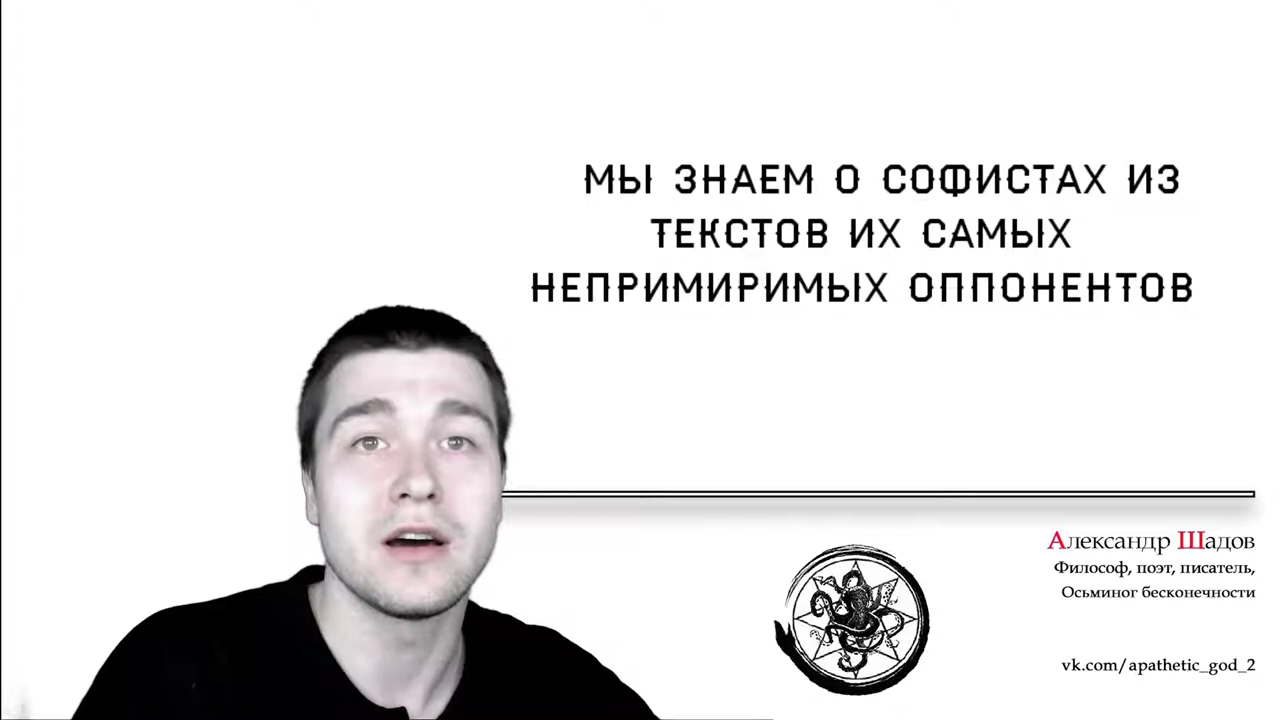 МЫ ЗНАЕМ О СОФИСТАХ ИЗ
ТЕКСТОВ ИХ САМЫХ
НЕПРИМИРИМЫХ ОППОНЕНТОВ
Александр Шадов
Философ, поэт, писатель,
Осьминог бесконечности
vk.com/apathetic_god_2